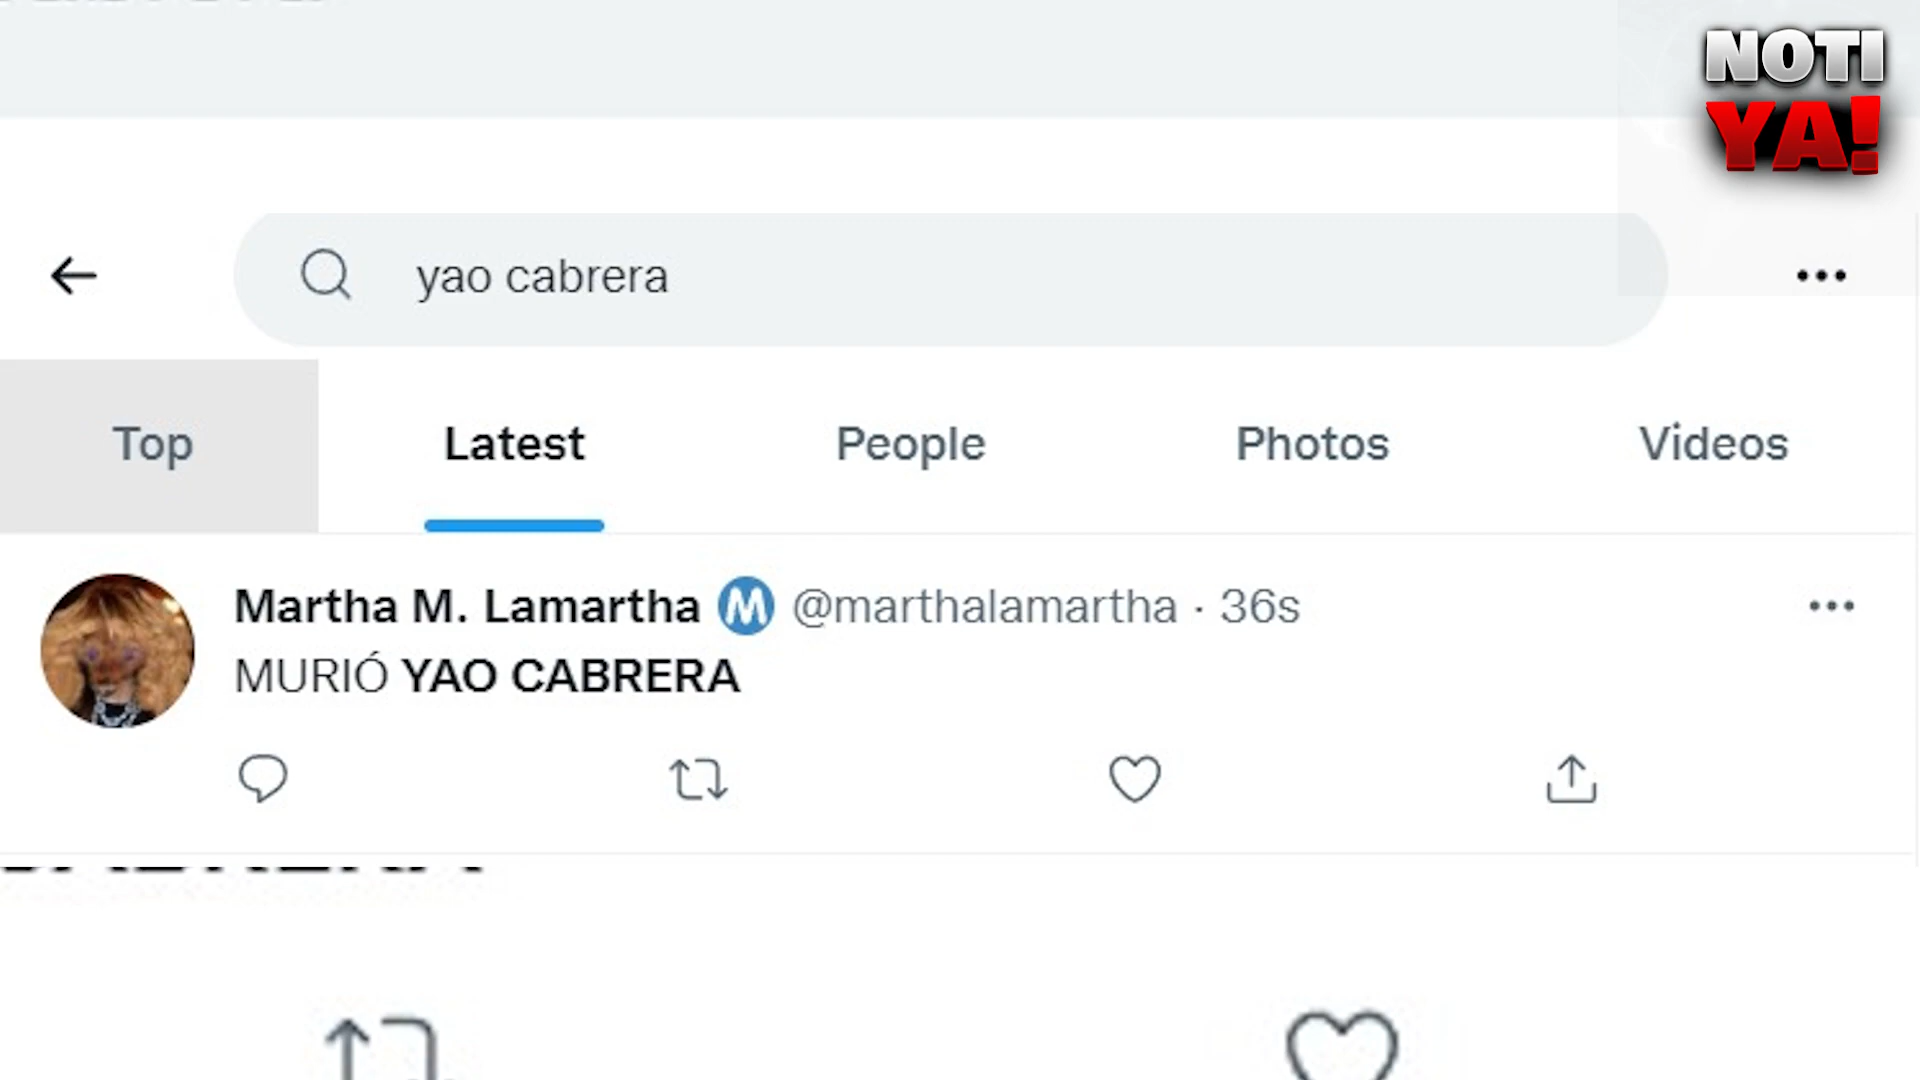 NOTI
YA!
yao cabrera
Top
Latest
People
Photos
Videos
Martha M. Lamartha M @marthalamartha · 36s
MURIÓ YAO CABRERA